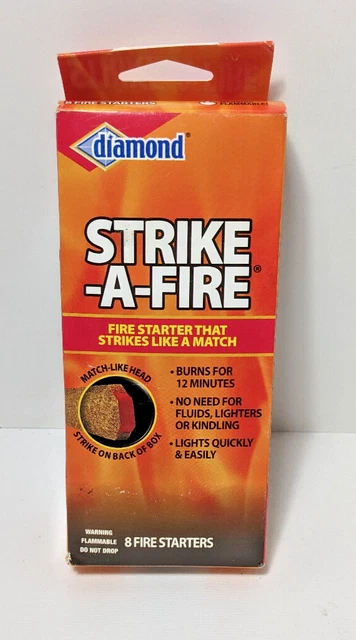 8 FIRE STARTERS
FLAMMABLE!
diamond®
STRIKE
-A-FIRE®
FIRE STARTER THAT
STRIKES LIKE A MATCH
MATCH-LIKE HEAD
STRIKE ON BACK OF BOX
• BURNS FOR
12 MINUTES
• NO NEED FOR
FLUIDS, LIGHTERS
OR KINDLING
• LIGHTS QUICKLY
& EASILY
WARNING
FLAMMABLE
DO NOT DROP
8 FIRE STARTERS